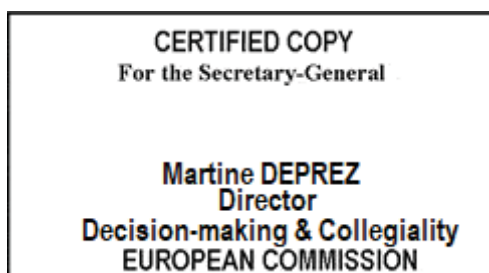 CERTIFIED COPY
For the Secretary-General
Martine DEPREZ
Director
Decision-making & Collegiality
EUROPEAN COMMISSION